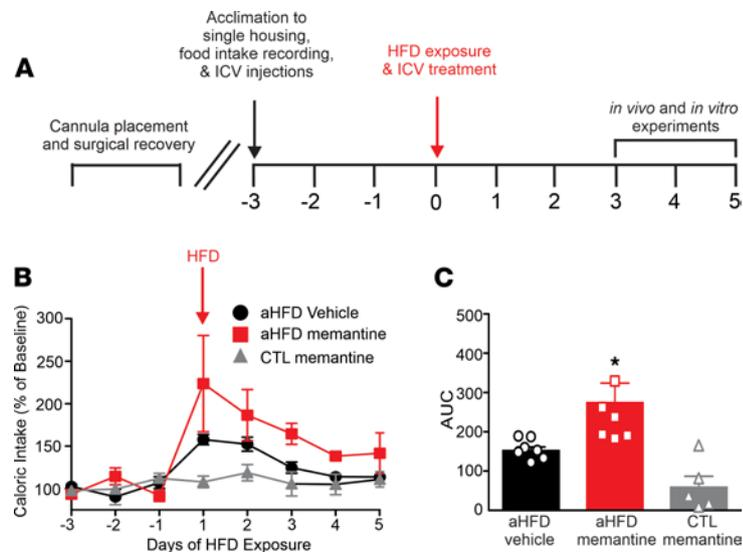 A
Acclimation to
single housing,
food intake recording,
& ICV injections
HFD exposure
& ICV treatment
Cannula placement
and surgical recovery
in vivo and in vitro
experiments
-3 -2 -1 0 1 2 3 4 5
B
HFD
aHFD Vehicle
aHFD memantine
CTL memantine
Caloric Intake (% of Baseline)
300
250
200
150
100
-3 -2 -1 1 2 3 4 5
Days of HFD Exposure
C
AUC
500
400
300
200
100
0
*
aHFD
vehicle
aHFD
memantine
CTL
memantine